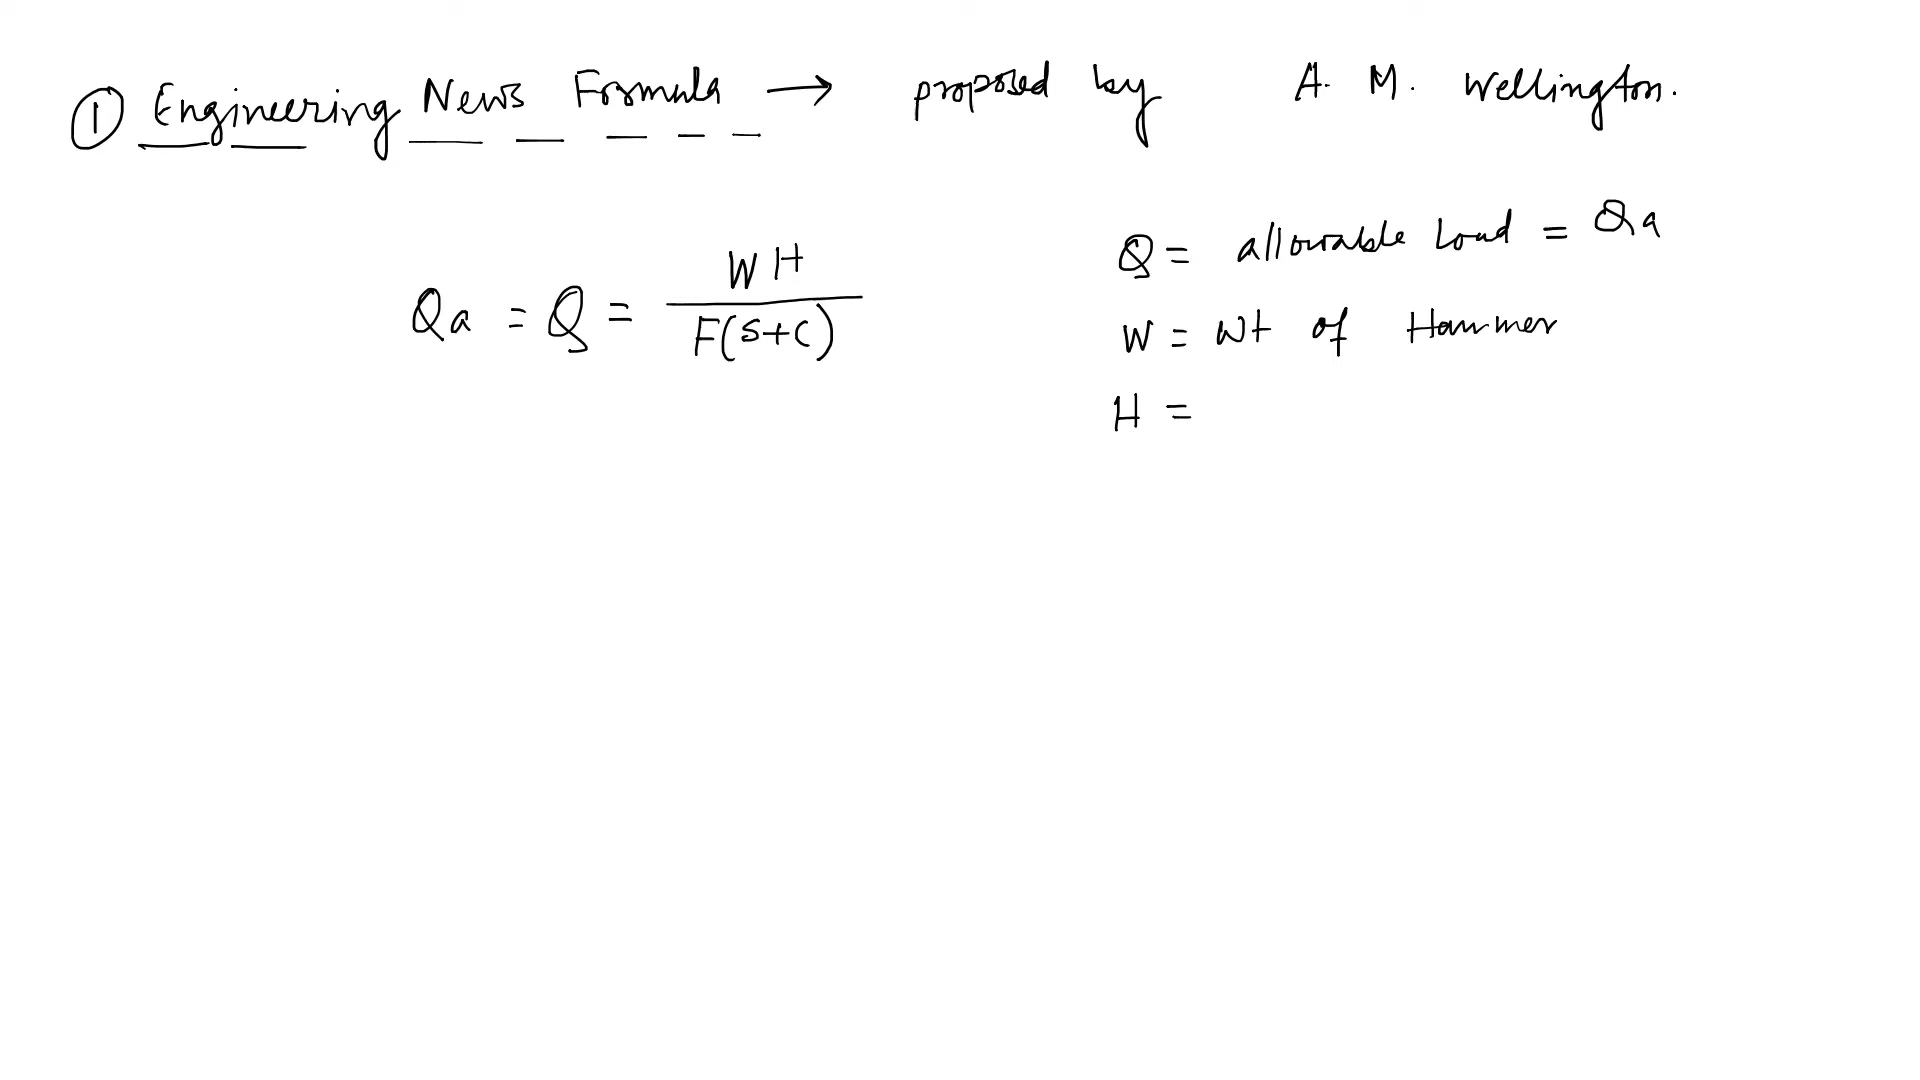 ① Engineering News Formula → proposed by A. M. Wellington.
Qa = Q = WH / F(S+C)
Q = allowable Load = Qa
W = Wt of Hammer
H =